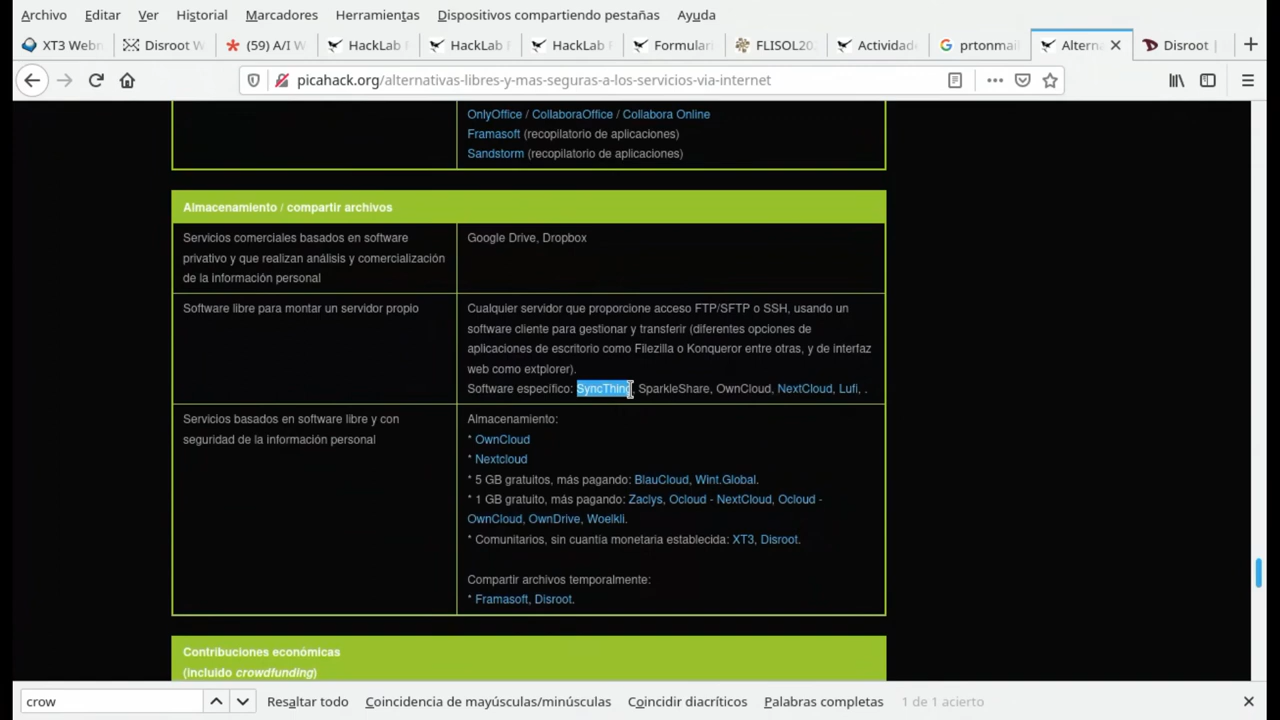 Archivo Editar Ver Historial Marcadores Herramientas Dispositivos compartiendo pestañas Ayuda
XT3 Webm Disroot W (59) A/I W HackLab HackLab HackLab Formulari FLISOL20 Actividade prtonmail Altern Disroot |
picahack.org/alternativas-libres-y-mas-seguras-a-los-servicios-via-internet
OnlyOffice / CollaboraOffice / Collabora Online
Framasoft (recopilatorio de aplicaciones)
Sandstorm (recopilatorio de aplicaciones)
Almacenamiento / compartir archivos
Servicios comerciales basados en software
privativo y que realizan análisis y comercialización
de la información personal
Google Drive, Dropbox
Software libre para montar un servidor propio
Cualquier servidor que proporcione acceso FTP/SFTP o SSH, usando un
software cliente para gestionar y transferir (diferentes opciones de
aplicaciones de escritorio como Filezilla o Konqueror entre otras, y de interfaz
web como extplorer).
Software específico: SyncThing, SparkleShare, OwnCloud, NextCloud, Lufi, .
Servicios basados en software libre y con
seguridad de la información personal
Almacenamiento:
* OwnCloud
* Nextcloud
* 5 GB gratuitos, más pagando: BlauCloud, Wint.Global.
* 1 GB gratuito, más pagando: Zaclys, Ocloud - NextCloud, Ocloud -
OwnCloud, OwnDrive, Woelkli.
* Comunitarios, sin cuantía monetaria establecida: XT3, Disroot.
Compartir archivos temporalmente:
* Framasoft, Disroot.
Contribuciones económicas
(incluido crowdfunding)
crow Resaltar todo Coincidencia de mayúsculas/minúsculas Coincidir diacríticos Palabras completas 1 de 1 acierto